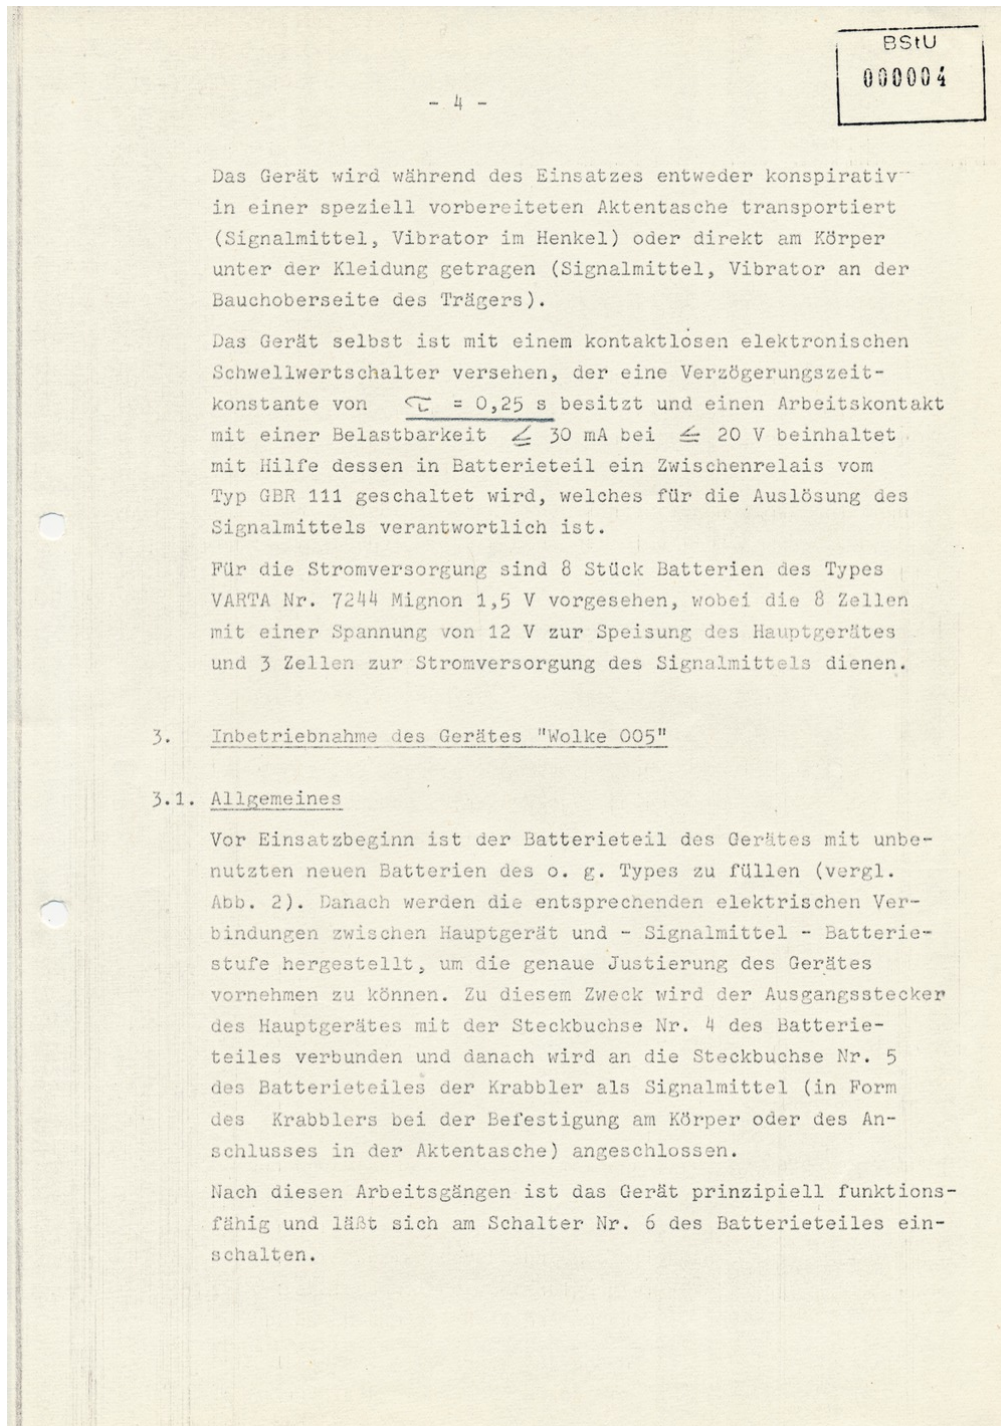 BStU
000004
- 4 -
Das Gerät wird während des Einsatzes entweder konspirativ
in einer speziell vorbereiteten Aktentasche transportiert
(Signalmittel, Vibrator im Henkel) oder direkt am Körper
unter der Kleidung getragen (Signalmittel, Vibrator an der
Bauchoberseite des Trägers).
Das Gerät selbst ist mit einem kontaktlosen elektronischen
Schwellwertschalter versehen, der eine Verzögerungszeit-
konstante von τ = 0,25 s besitzt und einen Arbeitskontakt
mit einer Belastbarkeit ≦ 30 mA bei ≦ 20 V beinhaltet
mit Hilfe dessen in Batterieteil ein Zwischenrelais vom
Typ GBR 111 geschaltet wird, welches für die Auslösung des
Signalmittels verantwortlich ist.
Für die Stromversorgung sind 8 Stück Batterien des Types
VARTA Nr. 7244 Mignon 1,5 V vorgesehen, wobei die 8 Zellen
mit einer Spannung von 12 V zur Speisung des Hauptgerätes
und 3 Zellen zur Stromversorgung des Signalmittels dienen.
3. Inbetriebnahme des Gerätes "Wolke 005"
3.1. Allgemeines
Vor Einsatzbeginn ist der Batterieteil des Gerätes mit unbe-
nutzten neuen Batterien des o. g. Types zu füllen (vergl.
Abb. 2). Danach werden die entsprechenden elektrischen Ver-
bindungen zwischen Hauptgerät und - Signalmittel - Batterie-
stufe hergestellt, um die genaue Justierung des Gerätes
vornehmen zu können. Zu diesem Zweck wird der Ausgangsstecker
des Hauptgerätes mit der Steckbuchse Nr. 4 des Batterie-
teiles verbunden und danach wird an die Steckbuchse Nr. 5
des Batterieteiles der Krabbler als Signalmittel (in Form
des Krabblers bei der Befestigung am Körper oder des An-
schlusses in der Aktentasche) angeschlossen.
Nach diesen Arbeitsgängen ist das Gerät prinzipiell funktions-
fähig und läßt sich am Schalter Nr. 6 des Batterieteiles ein-
schalten.